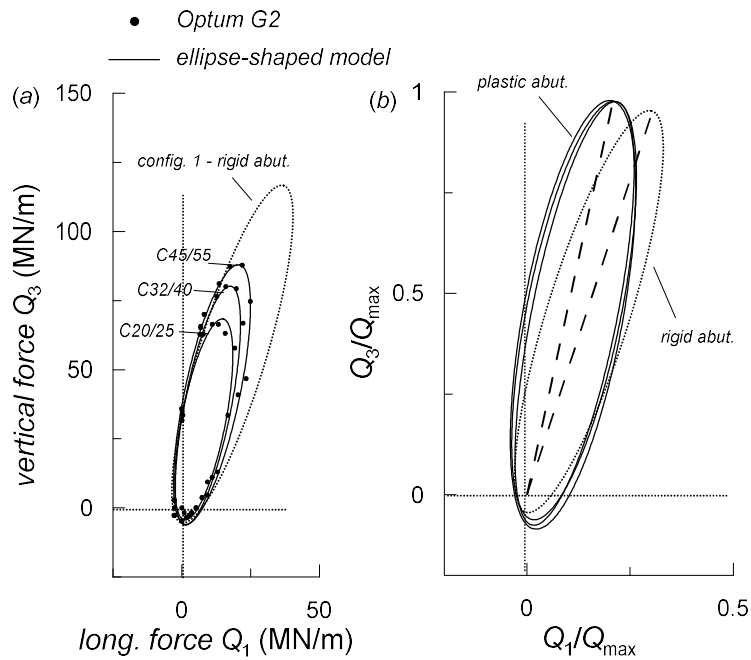 Optum G2
ellipse-shaped model
(a)
150
100
50
0
vertical force Q3 (MN/m)
config. 1 - rigid abut.
C45/55
C32/40
C20/25
0
50
long. force Q1 (MN/m)
(b)
1
0.5
0
Q3/Qmax
plastic abut.
rigid abut.
0
0.5
Q1/Qmax